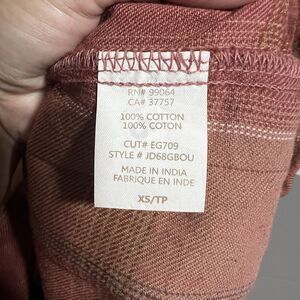 RN# 99064
CA# 37757
100% COTTON
100% COTON
CUT# EG709
STYLE # JD68GBOU
MADE IN INDIA
FABRIQUE EN INDE
XS/TP